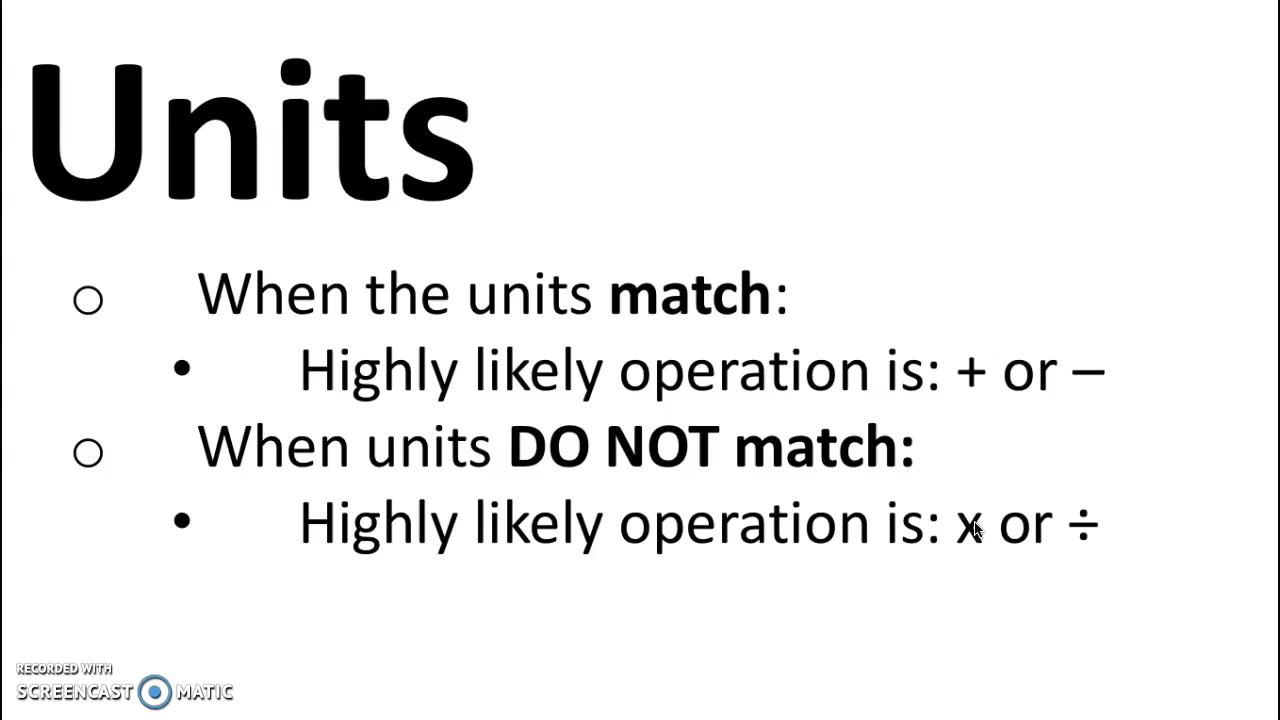 Units
○ When the units match:
• Highly likely operation is: + or –
○ When units DO NOT match:
• Highly likely operation is: x or ÷
RECORDED WITH
SCREENCAST MATIC